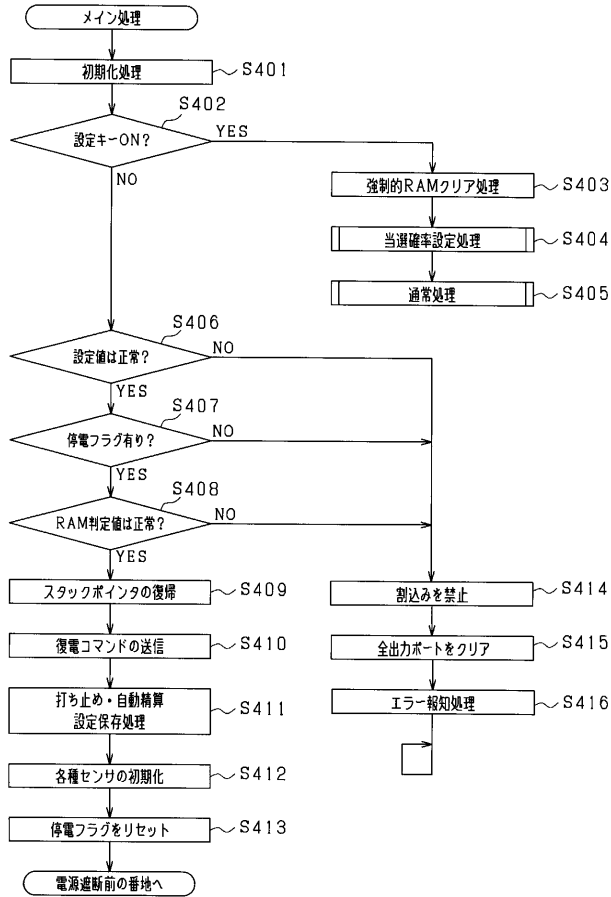 メイン処理
初期化処理 S401
設定キーON? S402
YES
NO
強制的RAMクリア処理 S403
当選確率設定処理 S404
通常処理 S405
設定値は正常? S406
NO
YES
停電フラグ有り? S407
NO
YES
RAM判定値は正常? S408
NO
YES
スタックポインタの復帰 S409
復電コマンドの送信 S410
打ち止め・自動精算
設定保存処理 S411
各種センサの初期化 S412
停電フラグをリセット S413
電源遮断前の番地へ
割込みを禁止 S414
全出力ポートをクリア S415
エラー報知処理 S416